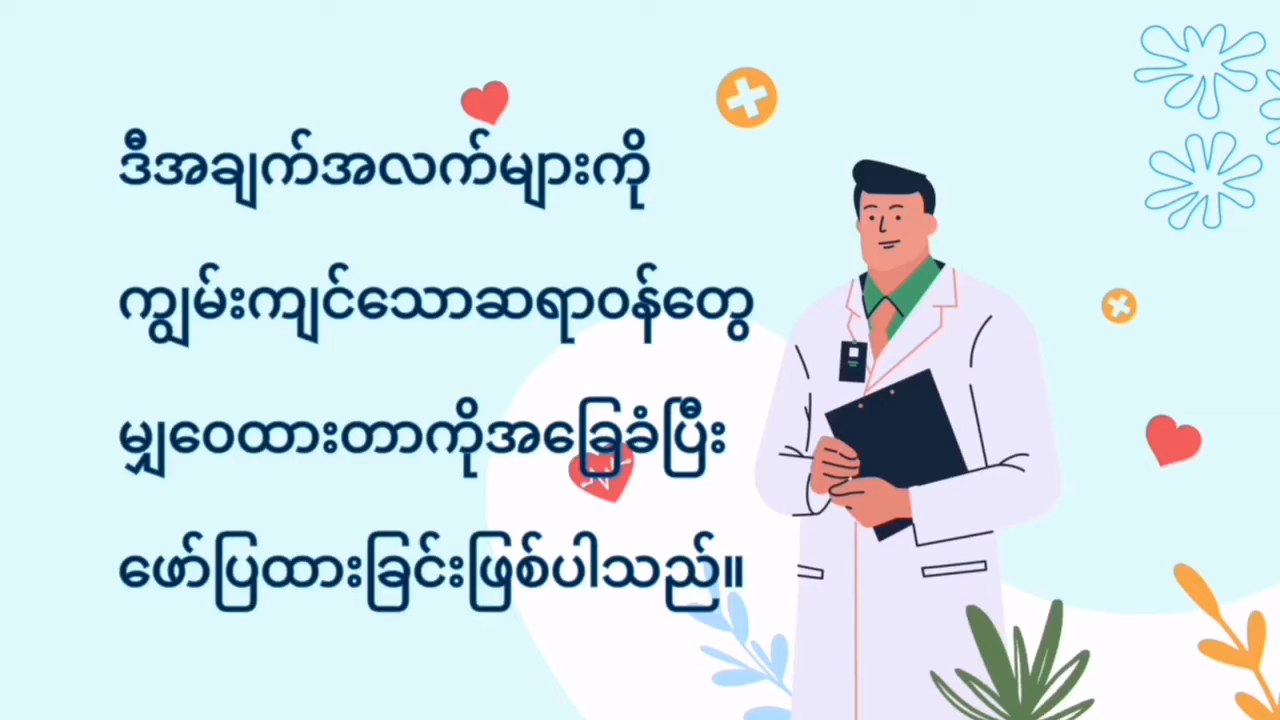 ဒီအချက်အလက်များကို
ကျွမ်းကျင်သောဆရာဝန်တွေ
မျှဝေထားတာကိုအခြေခံပြီး
ဖော်ပြထားခြင်းဖြစ်ပါသည်။